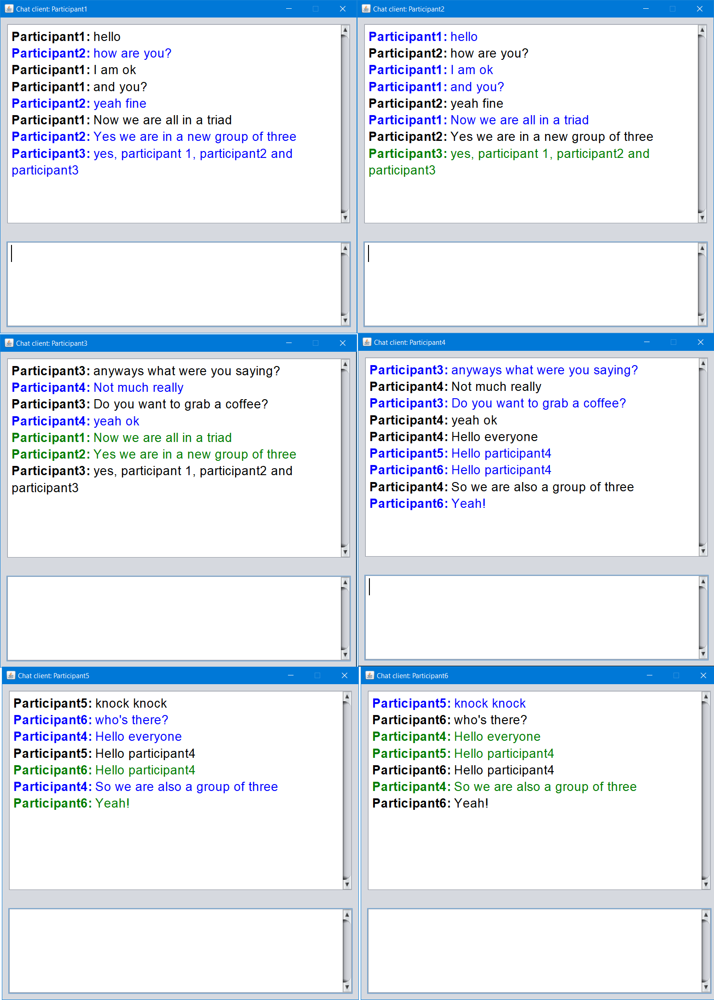 Chat client: Participant1
Participant1: hello
Participant2: how are you?
Participant1: I am ok
Participant1: and you?
Participant2: yeah fine
Participant1: Now we are all in a triad
Participant2: Yes we are in a new group of three
Participant3: yes, participant 1, participant2 and
participant3
Chat client: Participant2
Participant1: hello
Participant2: how are you?
Participant1: I am ok
Participant1: and you?
Participant2: yeah fine
Participant1: Now we are all in a triad
Participant2: Yes we are in a new group of three
Participant3: yes, participant 1, participant2 and
participant3
Chat client: Participant3
Participant3: anyways what were you saying?
Participant4: Not much really
Participant3: Do you want to grab a coffee?
Participant4: yeah ok
Participant1: Now we are all in a triad
Participant2: Yes we are in a new group of three
Participant3: yes, participant 1, participant2 and
participant3
Chat client: Participant4
Participant3: anyways what were you saying?
Participant4: Not much really
Participant3: Do you want to grab a coffee?
Participant4: yeah ok
Participant4: Hello everyone
Participant5: Hello participant4
Participant6: Hello participant4
Participant4: So we are also a group of three
Participant6: Yeah!
Chat client: Participant5
Participant5: knock knock
Participant6: who's there?
Participant4: Hello everyone
Participant5: Hello participant4
Participant6: Hello participant4
Participant4: So we are also a group of three
Participant6: Yeah!
Chat client: Participant6
Participant5: knock knock
Participant6: who's there?
Participant4: Hello everyone
Participant5: Hello participant4
Participant6: Hello participant4
Participant4: So we are also a group of three
Participant6: Yeah!